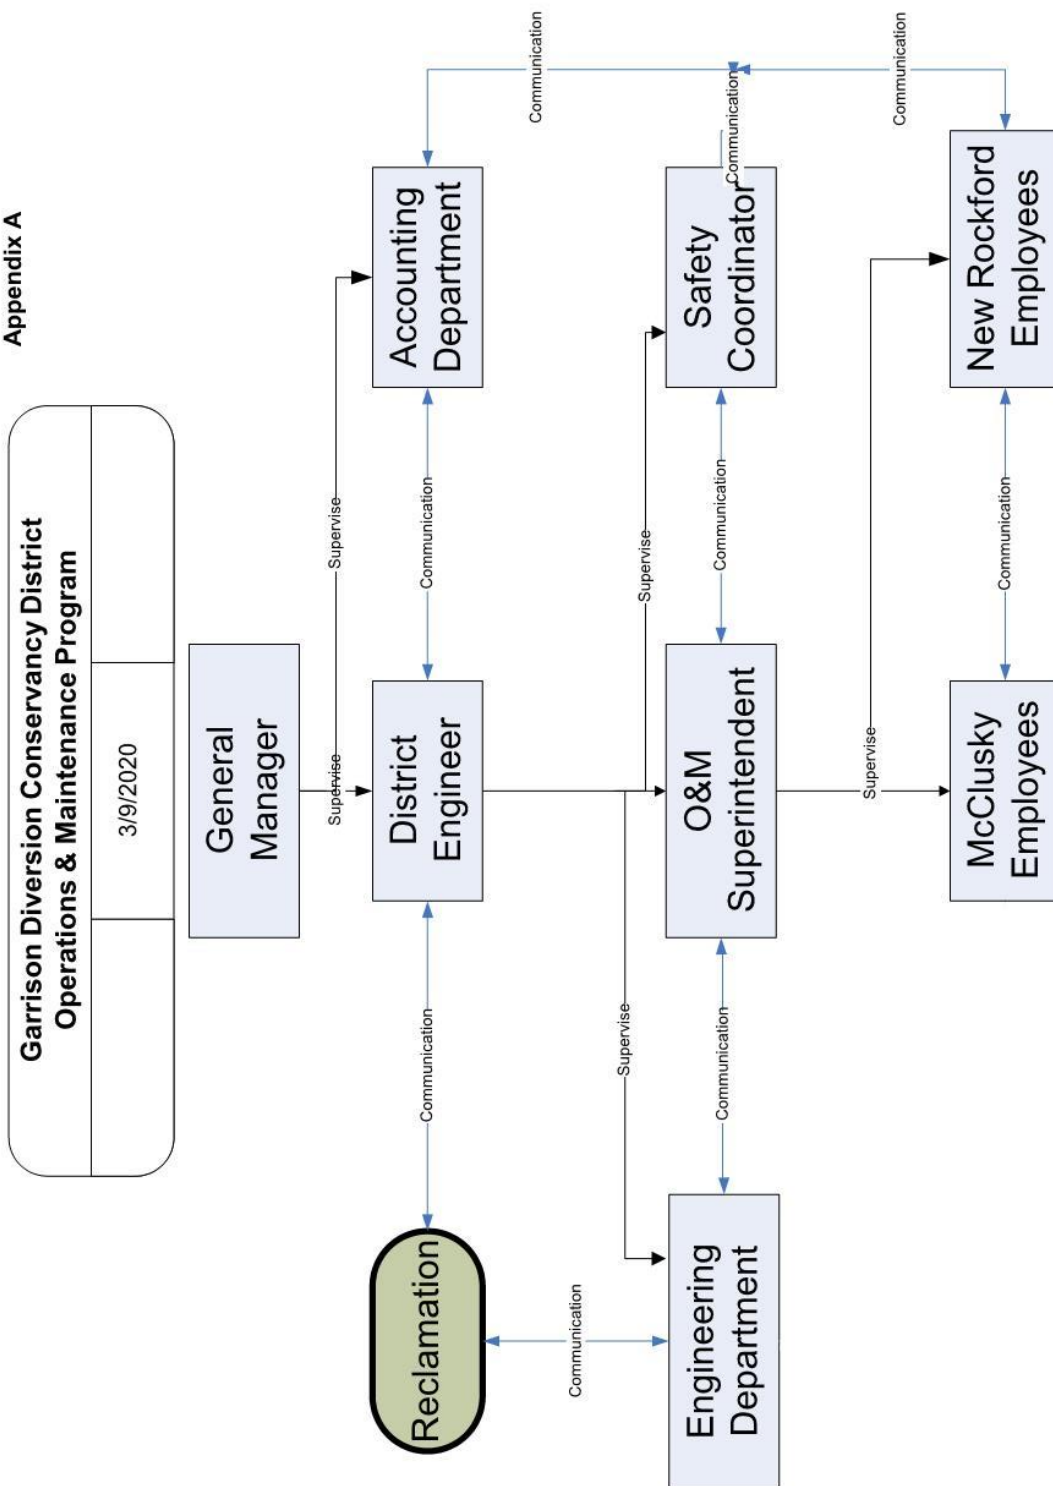 Appendix A
Garrison Diversion Conservancy District
Operations & Maintenance Program
3/9/2020
General
Manager
Supervise
Supervise
Reclamation
Communication
District
Engineer
Communication
Accounting
Department
Communication
Communication
Supervise
Supervise
Engineering
Department
Communication
O&M
Superintendent
Communication
Safety
Coordinator
Communication
Supervise
McClusky
Employees
Communication
New Rockford
Employees
Communication